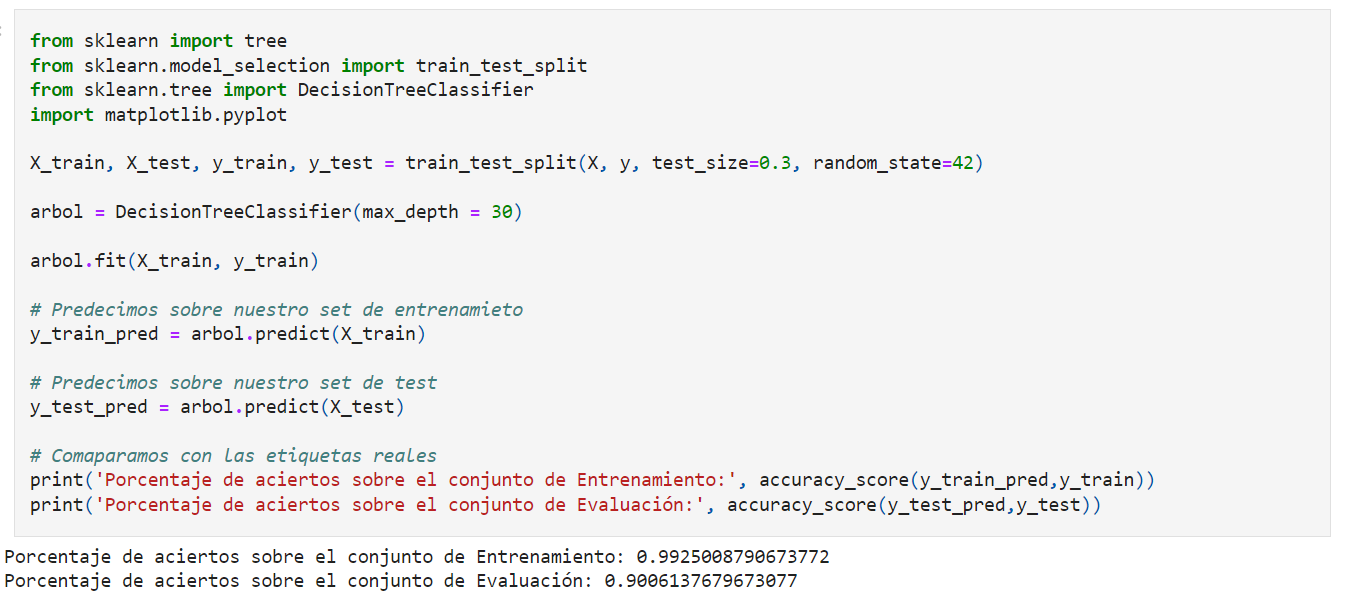 from sklearn import tree
from sklearn.model_selection import train_test_split
from sklearn.tree import DecisionTreeClassifier
import matplotlib.pyplot
X_train, X_test, y_train, y_test = train_test_split(X, y, test_size=0.3, random_state=42)
arbol = DecisionTreeClassifier(max_depth = 30)
arbol.fit(X_train, y_train)
# Predecimos sobre nuestro set de entrenamieto
y_train_pred = arbol.predict(X_train)
# Predecimos sobre nuestro set de test
y_test_pred = arbol.predict(X_test)
# Comaparamos con las etiquetas reales
print('Porcentaje de aciertos sobre el conjunto de Entrenamiento:', accuracy_score(y_train_pred,y_train))
print('Porcentaje de aciertos sobre el conjunto de Evaluación:', accuracy_score(y_test_pred,y_test))
Porcentaje de aciertos sobre el conjunto de Entrenamiento: 0.9925008790673772
Porcentaje de aciertos sobre el conjunto de Evaluación: 0.9006137679673077